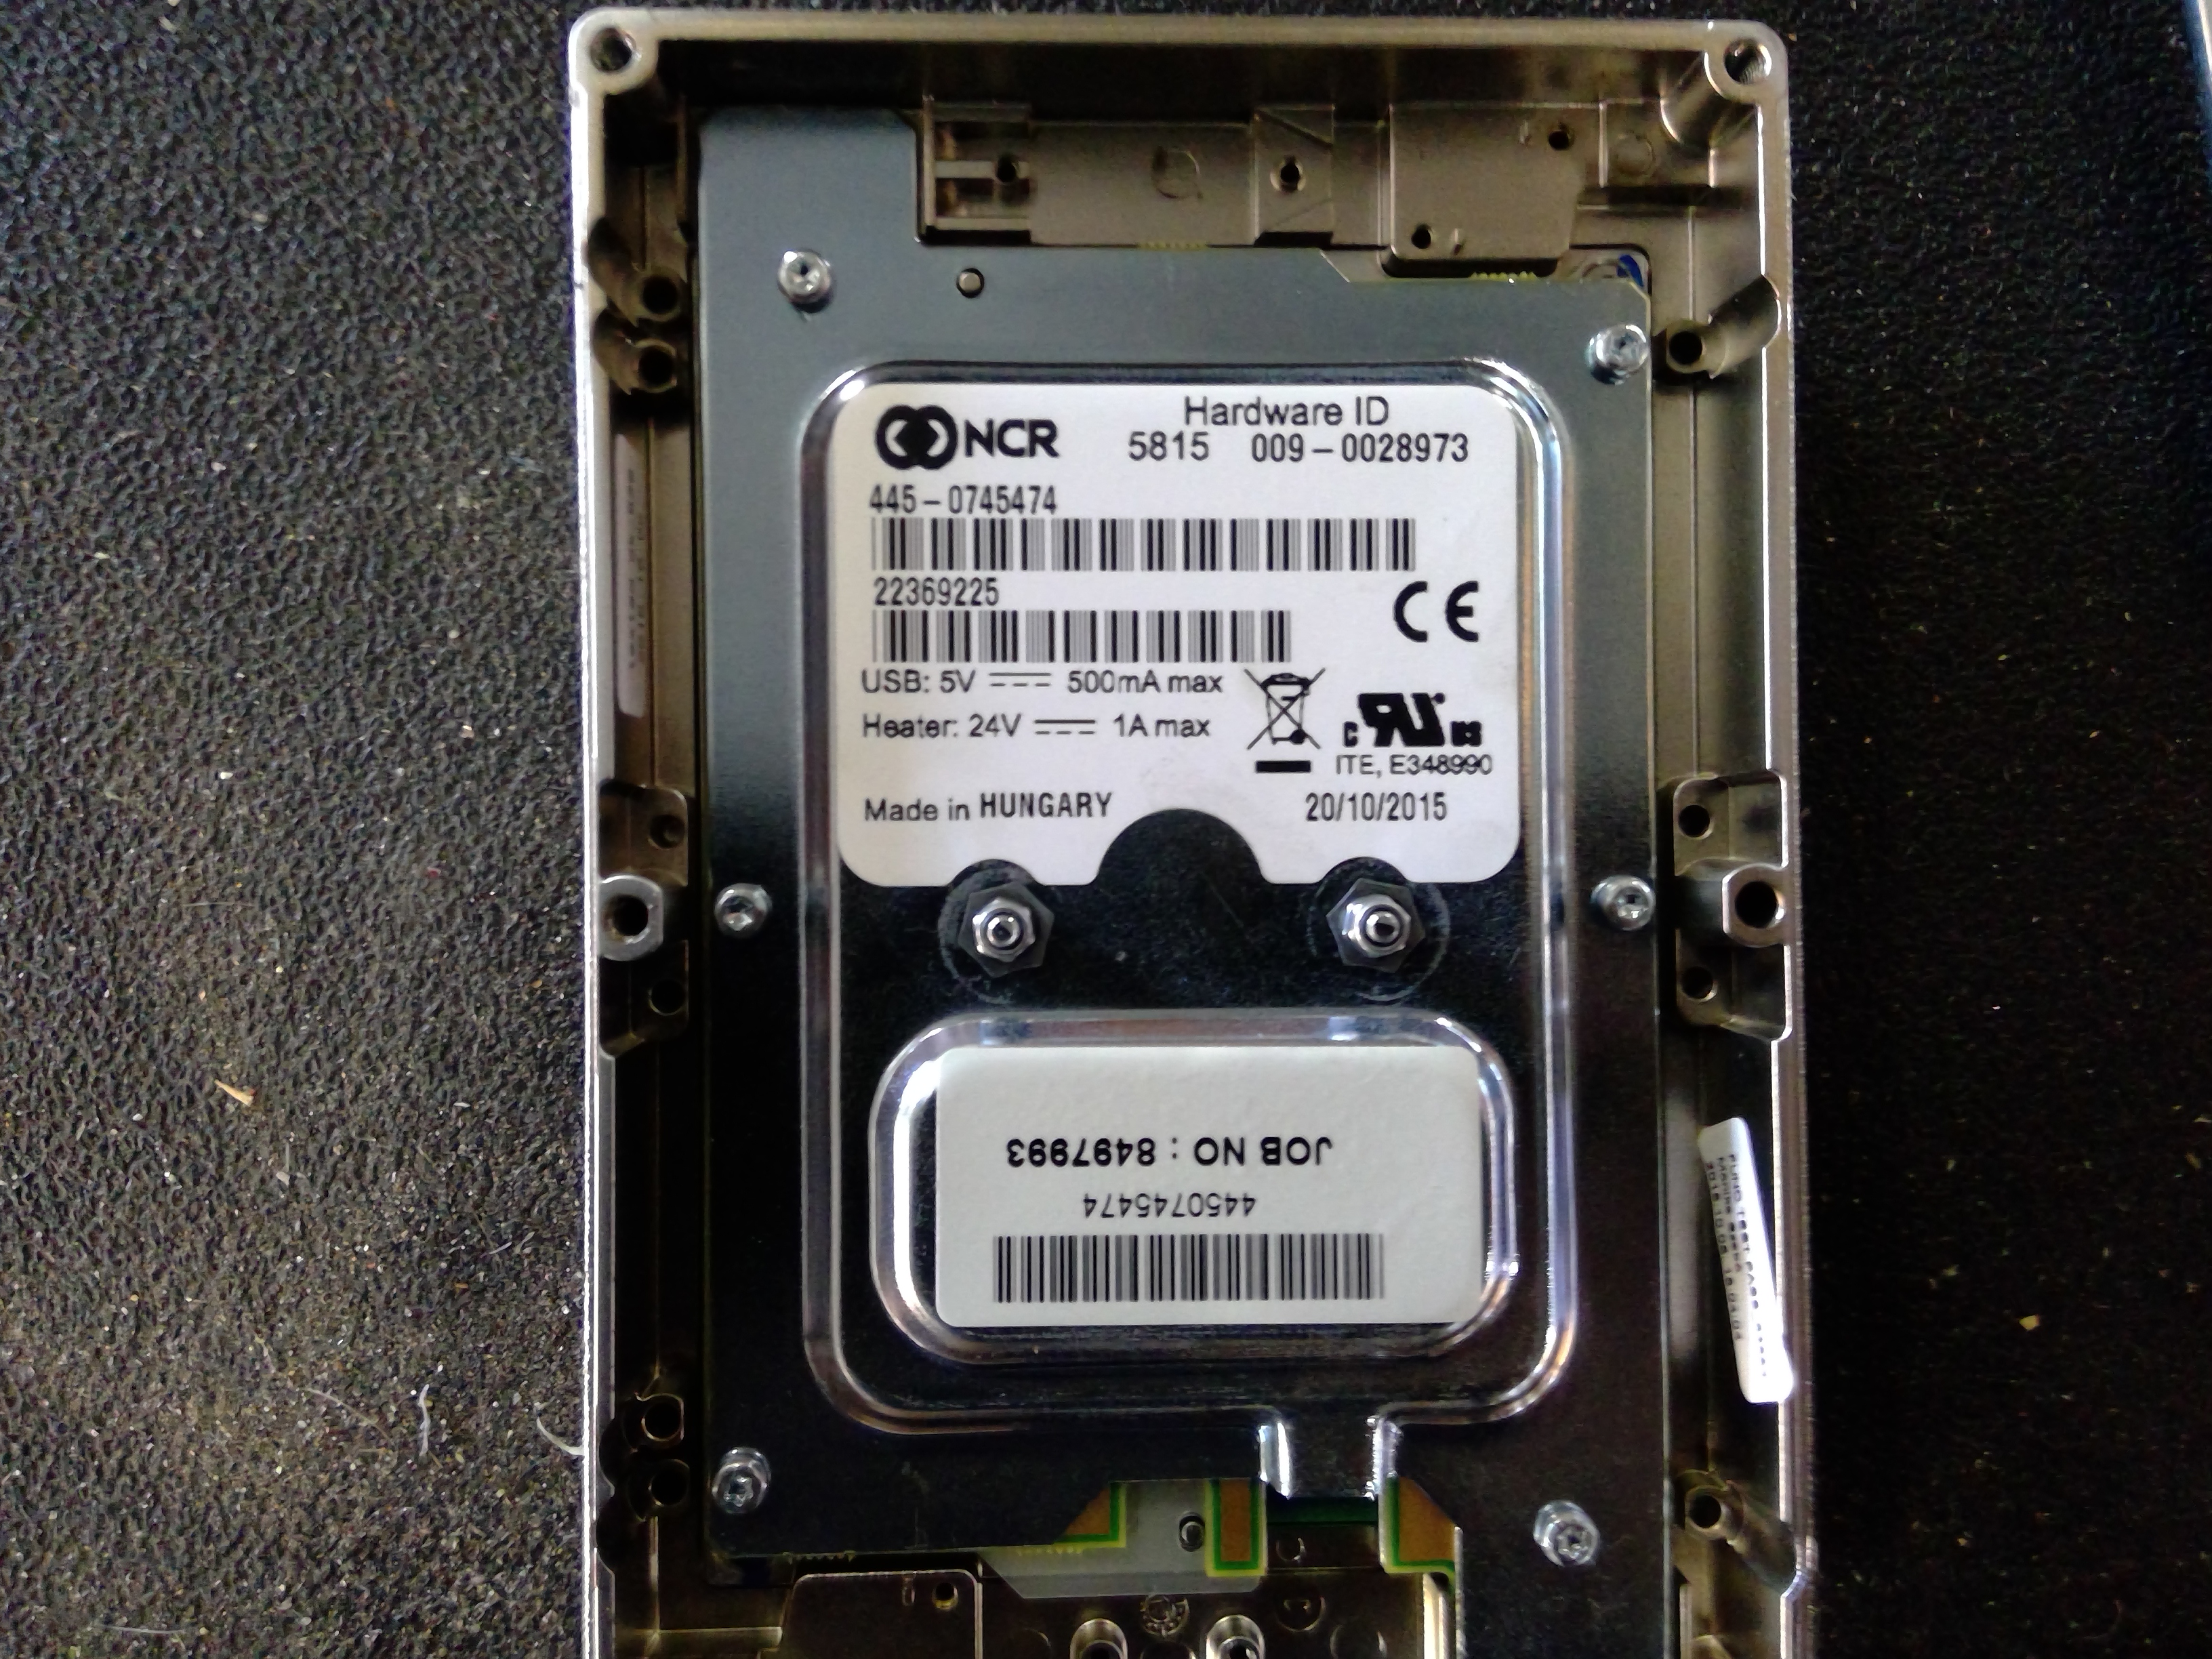 NCR
Hardware ID
5815 009-0028973
445-0745474
22369225
USB: 5V 500mA max
Heater: 24V 1A max
ITE, E348990
Made in HUNGARY 20/10/2015
JOB NO : 8497993
4450745474